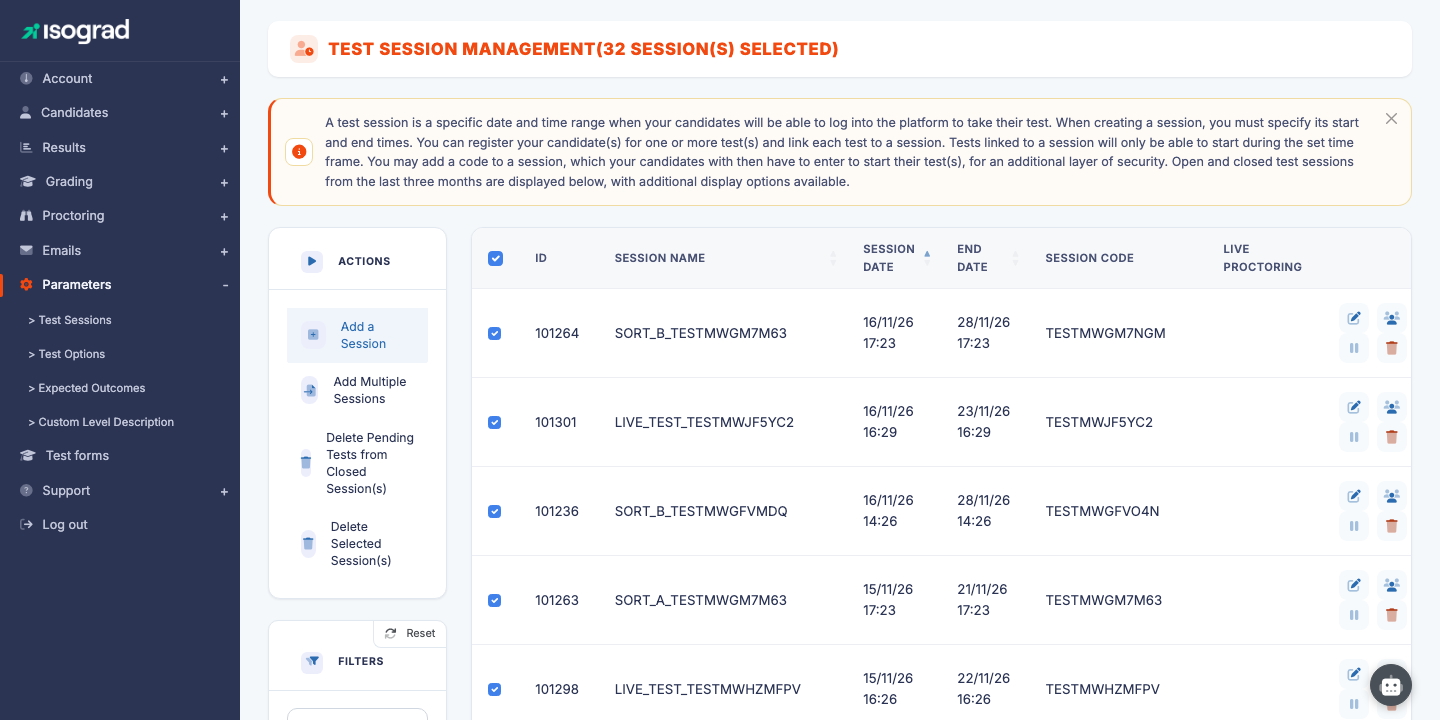 isograd
Account +
Candidates +
Results +
Grading +
Proctoring +
Emails +
Parameters -
> Test Sessions
> Test Options
> Expected Outcomes
> Custom Level Description
Test forms
Support +
Log out
TEST SESSION MANAGEMENT(32 SESSION(S) SELECTED)
A test session is a specific date and time range when your candidates will be able to log into the platform to take their test. When creating a session, you must specify its start
and end times. You can register your candidate(s) for one or more test(s) and link each test to a session. Tests linked to a session will only be able to start during the set time
frame. You may add a code to a session, which your candidates with then have to enter to start their test(s), for an additional layer of security. Open and closed test sessions
from the last three months are displayed below, with additional display options available.
ACTIONS
Add a
Session
Add Multiple
Sessions
Delete Pending
Tests from
Closed
Session(s)
Delete
Selected
Session(s)
Reset
FILTERS
ID SESSION NAME SESSION DATE END DATE SESSION CODE LIVE PROCTORING
101264 SORT_B_TESTMWGM7M63 16/11/26 17:23 28/11/26 17:23 TESTMWGM7NGM
101301 LIVE_TEST_TESTMWJF5YC2 16/11/26 16:29 23/11/26 16:29 TESTMWJF5YC2
101236 SORT_B_TESTMWGFVMDQ 16/11/26 14:26 28/11/26 14:26 TESTMWGFVO4N
101263 SORT_A_TESTMWGM7M63 15/11/26 17:23 21/11/26 17:23 TESTMWGM7M63
101298 LIVE_TEST_TESTMWHZMFPV 15/11/26 16:26 22/11/26 16:26 TESTMWHZMFPV